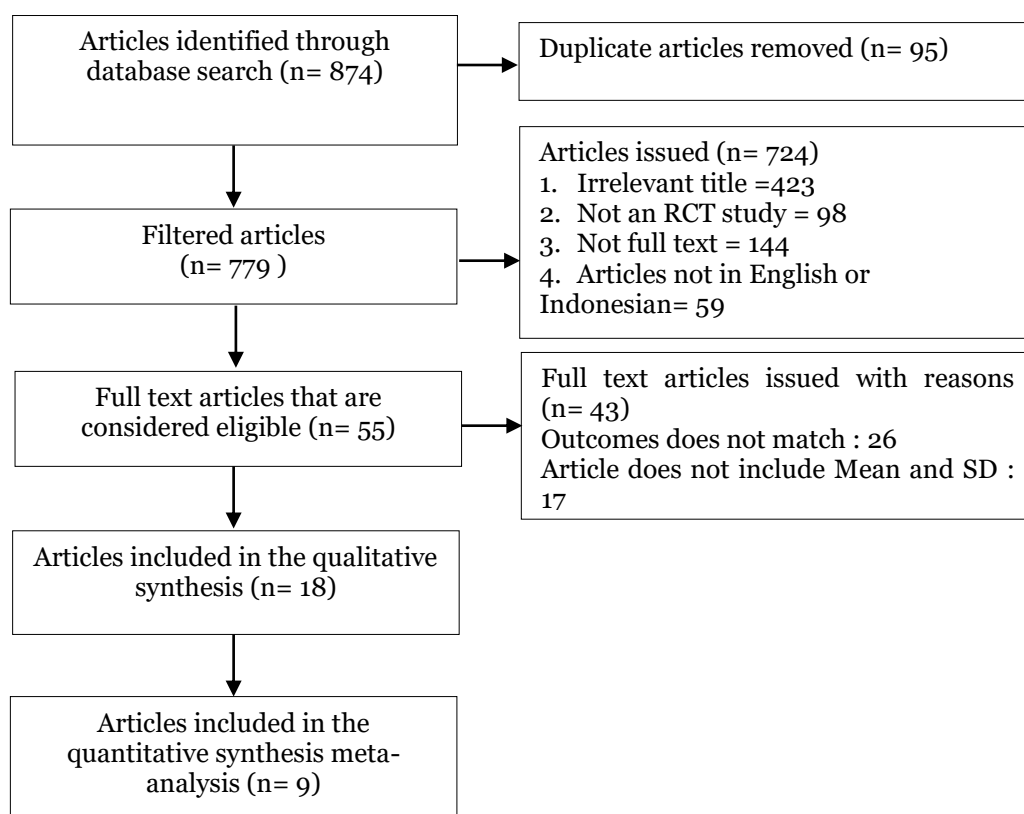 Articles identified through
database search (n= 874)
Duplicate articles removed (n= 95)
Filtered articles
(n= 779 )
Articles issued (n= 724)
1. Irrelevant title =423
2. Not an RCT study = 98
3. Not full text = 144
4. Articles not in English or
Indonesian= 59
Full text articles that are
considered eligible (n= 55)
Full text articles issued with reasons
(n= 43)
Outcomes does not match : 26
Article does not include Mean and SD :
17
Articles included in the qualitative
synthesis (n= 18)
Articles included in the
quantitative synthesis meta-
analysis (n= 9)